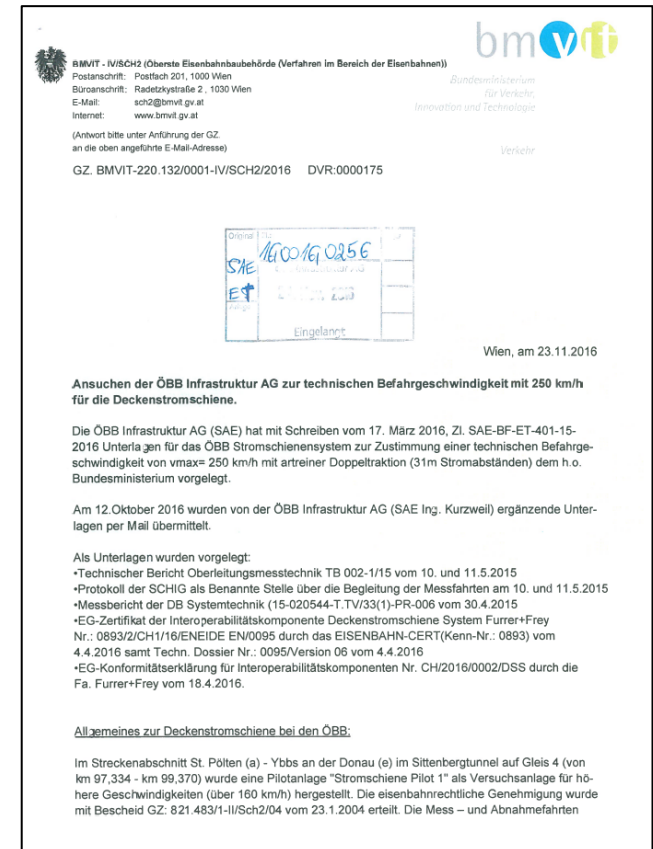 bmvit
BMVIT - IV/SCH2 (Oberste Eisenbahnbaubehörde (Verfahren im Bereich der Eisenbahnen))
Postanschrift: Postfach 201, 1000 Wien
Büroanschrift: Radetzkystraße 2 , 1030 Wien
E-Mail: sch2@bmvit.gv.at
Internet: www.bmvit.gv.at
Bundesministerium
für Verkehr,
Innovation und Technologie
(Antwort bitte unter Anführung der GZ.
an die oben angeführte E-Mail-Adresse)
Verkehr
GZ. BMVIT-220.132/0001-IV/SCH2/2016 DVR:0000175
Original
16001G0256
SAE
ET
Eingelangt
Wien, am 23.11.2016
Ansuchen der ÖBB Infrastruktur AG zur technischen Befahrgeschwindigkeit mit 250 km/h
für die Deckenstromschiene.
Die ÖBB Infrastruktur AG (SAE) hat mit Schreiben vom 17. März 2016, Zl. SAE-BF-ET-401-15-
2016 Unterlagen für das ÖBB Stromschienensystem zur Zustimmung einer technischen Befahrge-
schwindigkeit von vmax= 250 km/h mit artreiner Doppeltraktion (31m Stromabständen) dem h.o.
Bundesministerium vorgelegt.
Am 12.Oktober 2016 wurden von der ÖBB Infrastruktur AG (SAE Ing. Kurzweil) ergänzende Unter-
lagen per Mail übermittelt.
Als Unterlagen wurden vorgelegt:
•Technischer Bericht Oberleitungsmesstechnik TB 002-1/15 vom 10. und 11.5.2015
•Protokoll der SCHIG als Benannte Stelle über die Begleitung der Messfahrten am 10. und 11.5.2015
•Messbericht der DB Systemtechnik (15-020544-T.TV/33(1)-PR-006 vom 30.4.2015
•EG-Zertifikat der Interoperabilitätskomponente Deckenstromschiene System Furrer+Frey
Nr.: 0893/2/CH1/16/ENEIDE EN/0095 durch das EISENBAHN-CERT(Kenn-Nr.: 0893) vom
4.4.2016 samt Techn. Dossier Nr.: 0095/Version 06 vom 4.4.2016
•EG-Konformitätserklärung für Interoperabilitätskomponenten Nr. CH/2016/0002/DSS durch die
Fa. Furrer+Frey vom 18.4.2016.
Allgemeines zur Deckenstromschiene bei den ÖBB:
Im Streckenabschnitt St. Pölten (a) - Ybbs an der Donau (e) im Sittenbergtunnel auf Gleis 4 (von
km 97,334 - km 99,370) wurde eine Pilotanlage "Stromschiene Pilot 1" als Versuchsanlage für hö-
here Geschwindigkeiten (über 160 km/h) hergestellt. Die eisenbahnrechtliche Genehmigung wurde
mit Bescheid GZ: 821.483/1-II/Sch2/04 vom 23.1.2004 erteilt. Die Mess – und Abnahmefahrten